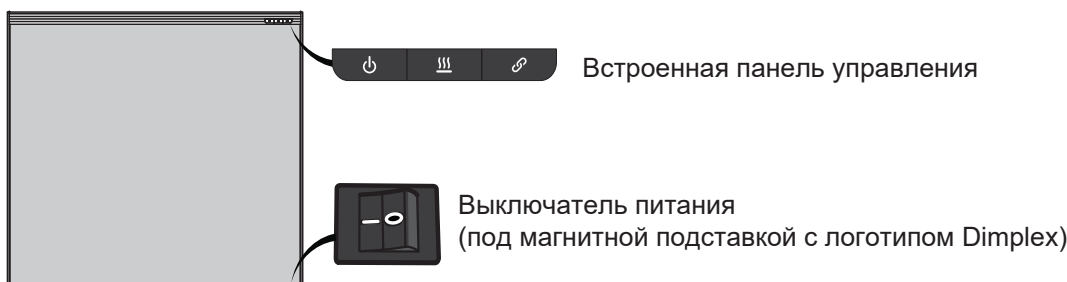 Встроенная панель управления
Выключатель питания
(под магнитной подставкой с логотипом Dimplex)